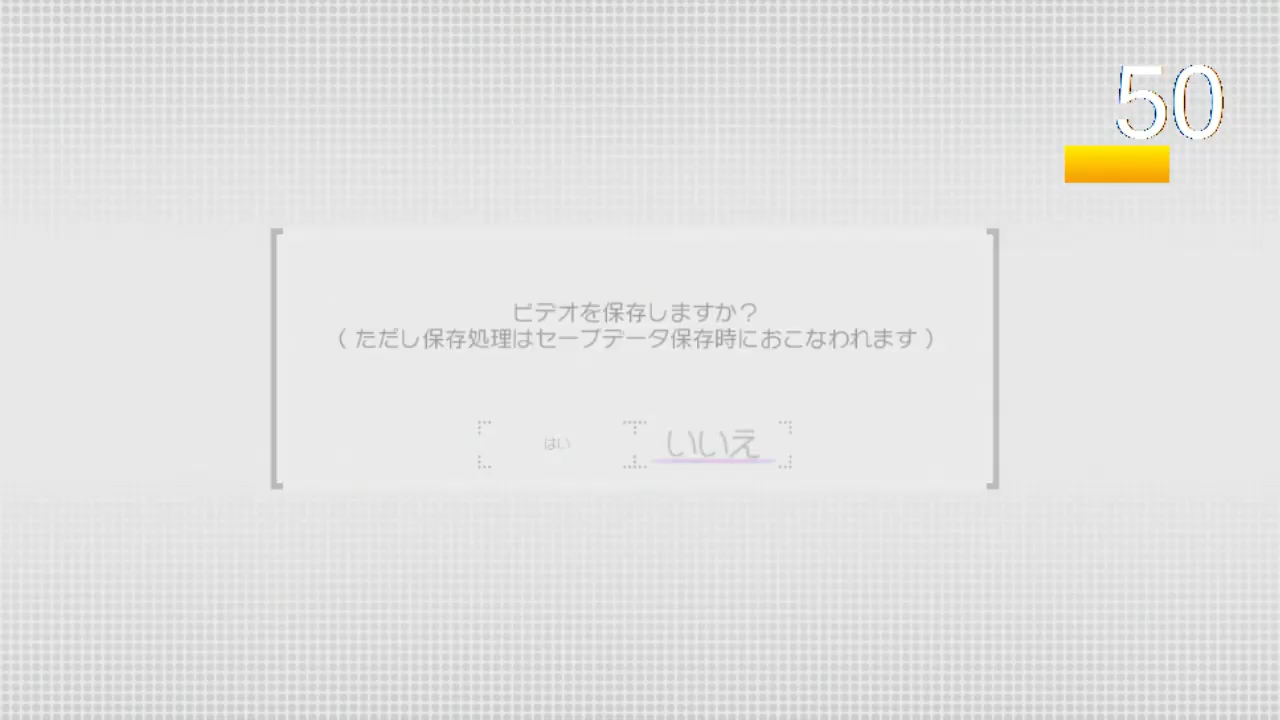 50
ビデオを保存しますか？
（ ただし保存処理はセーブデータ保存時におこなわれます ）
はい
いいえ